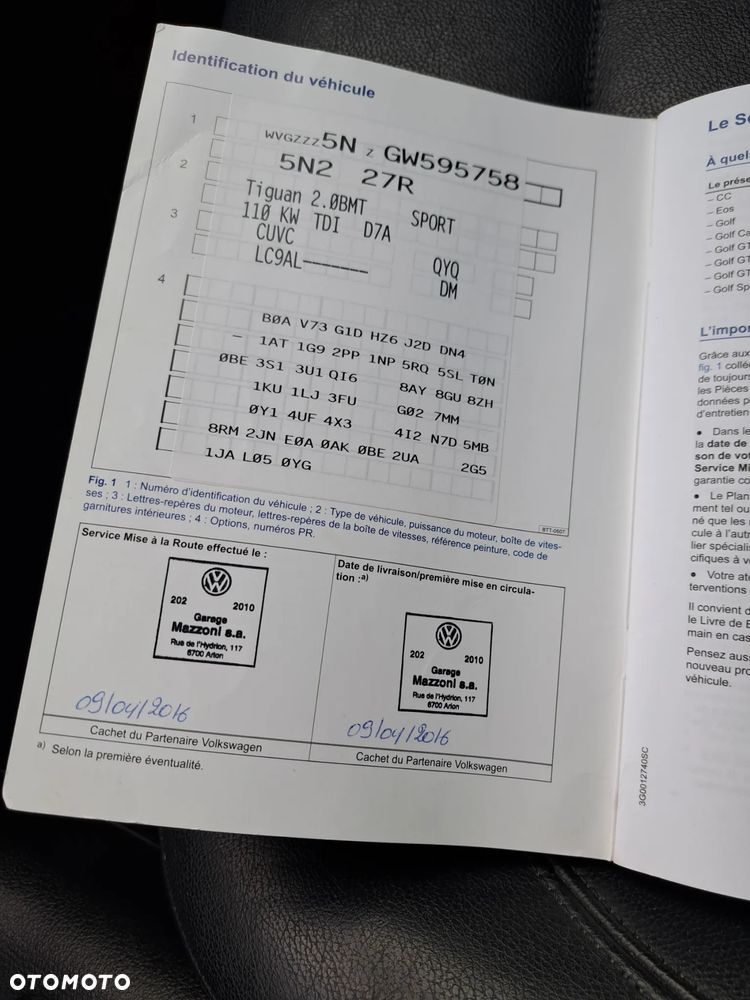 Identification du véhicule
1
WVGZZZ5N Z GW595758
2
5N2 27R
Tiguan 2.0BMT SPORT
3
110 KW TDI D7A
CUVC QYQ
LC9AL------- DM
4
B0A V73 G1D HZ6 J2D DN4
- 1AT 1G9 2PP 1NP 5RQ 5SL T0N
0BE 3S1 3U1 QI6 8AY 8GU 8ZH
1KU 1LJ 3FU G02 7MM
0Y1 4UF 4X3 4I2 N7D 5MB
8RM 2JN E0A 0AK 0BE 2UA 2G5
1JA L05 0YG
BTT-0507
Fig. 1 1 : Numéro d'identification du véhicule ; 2 : Type de véhicule, puissance du moteur, boîte de vites-
ses ; 3 : Lettres-repères du moteur, lettres-repères de la boîte de vitesses, référence peinture, code de
garnitures intérieures ; 4 : Options, numéros PR.
Service Mise à la Route effectué le :
202 2010
Garage
Mazzoni s.a.
Rue de l'Hydrion, 117
6700 Arlon
09/04/2016
Cachet du Partenaire Volkswagen
Date de livraison/première mise en circula-
tion :a)
202 2010
Garage
Mazzoni s.a.
Rue de l'Hydrion, 117
6700 Arlon
09/04/2016
Cachet du Partenaire Volkswagen
a) Selon la première éventualité.
Le
À quel
Le prése
– CC
– Eos
– Golf
– Golf Ca
– Golf GT
– Golf GT
– Golf GT
– Golf Sp
L'impor
Grâce aux
fig. 1 collé
de toujours
les Pièces
données p
d'entretien
• Dans le
la date de
son de vot
Service Mi
garantie co
• Le Plan
ment tel ou
né que les
cule à l'autr
lier spécialis
cifiques à v
• Votre ate
terventions
Il convient d
le Livre de E
main en cas
Pensez auss
nouveau pro
véhicule.
3G0012740SC
OTOMOTO